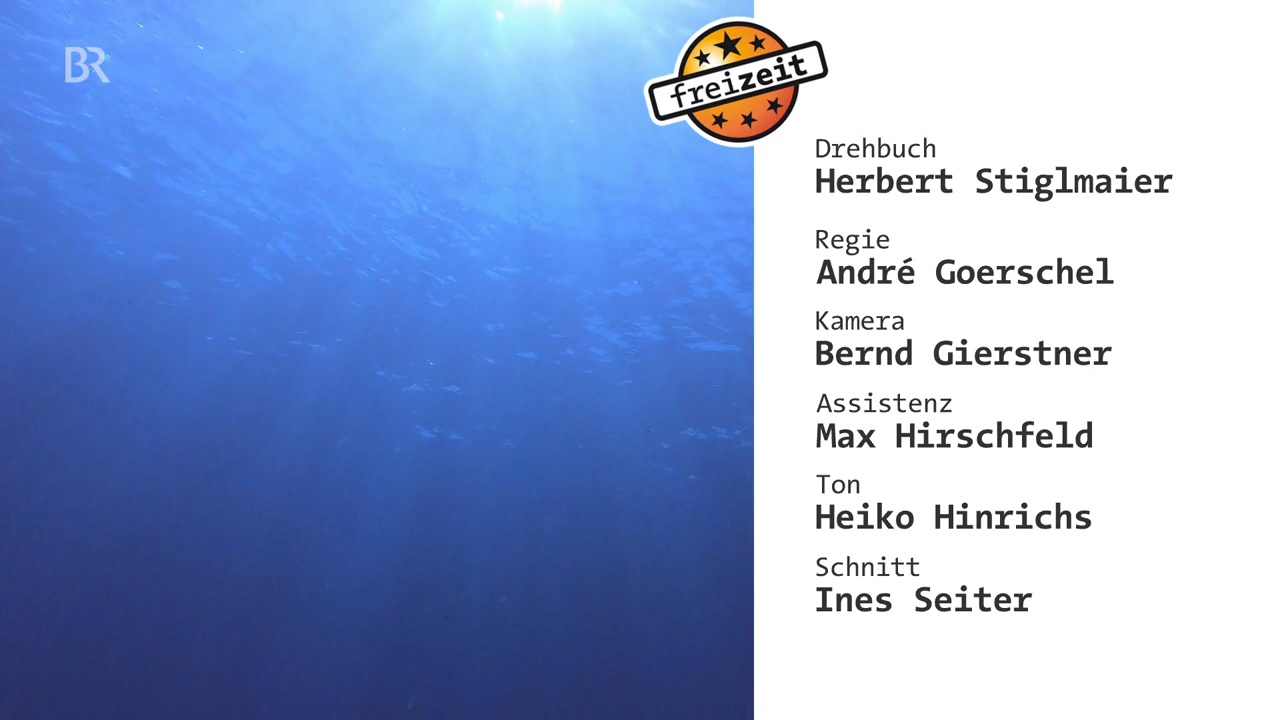 BR
freizeit
Drehbuch
Herbert Stiglmaier
Regie
André Goerschel
Kamera
Bernd Gierstner
Assistenz
Max Hirschfeld
Ton
Heiko Hinrichs
Schnitt
Ines Seiter